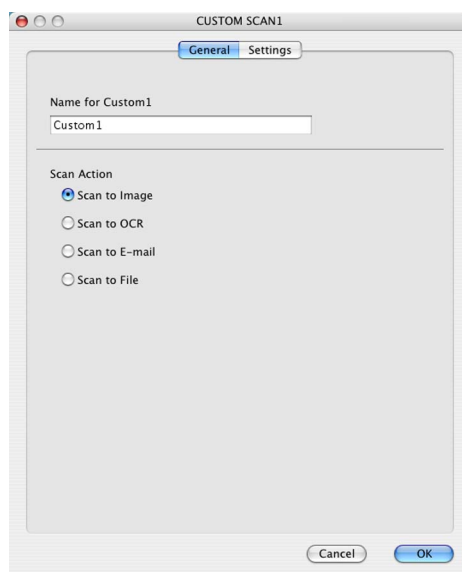 CUSTOM SCAN1
General Settings
Name for Custom1
Custom1
Scan Action
Scan to Image
Scan to OCR
Scan to E-mail
Scan to File
Cancel OK